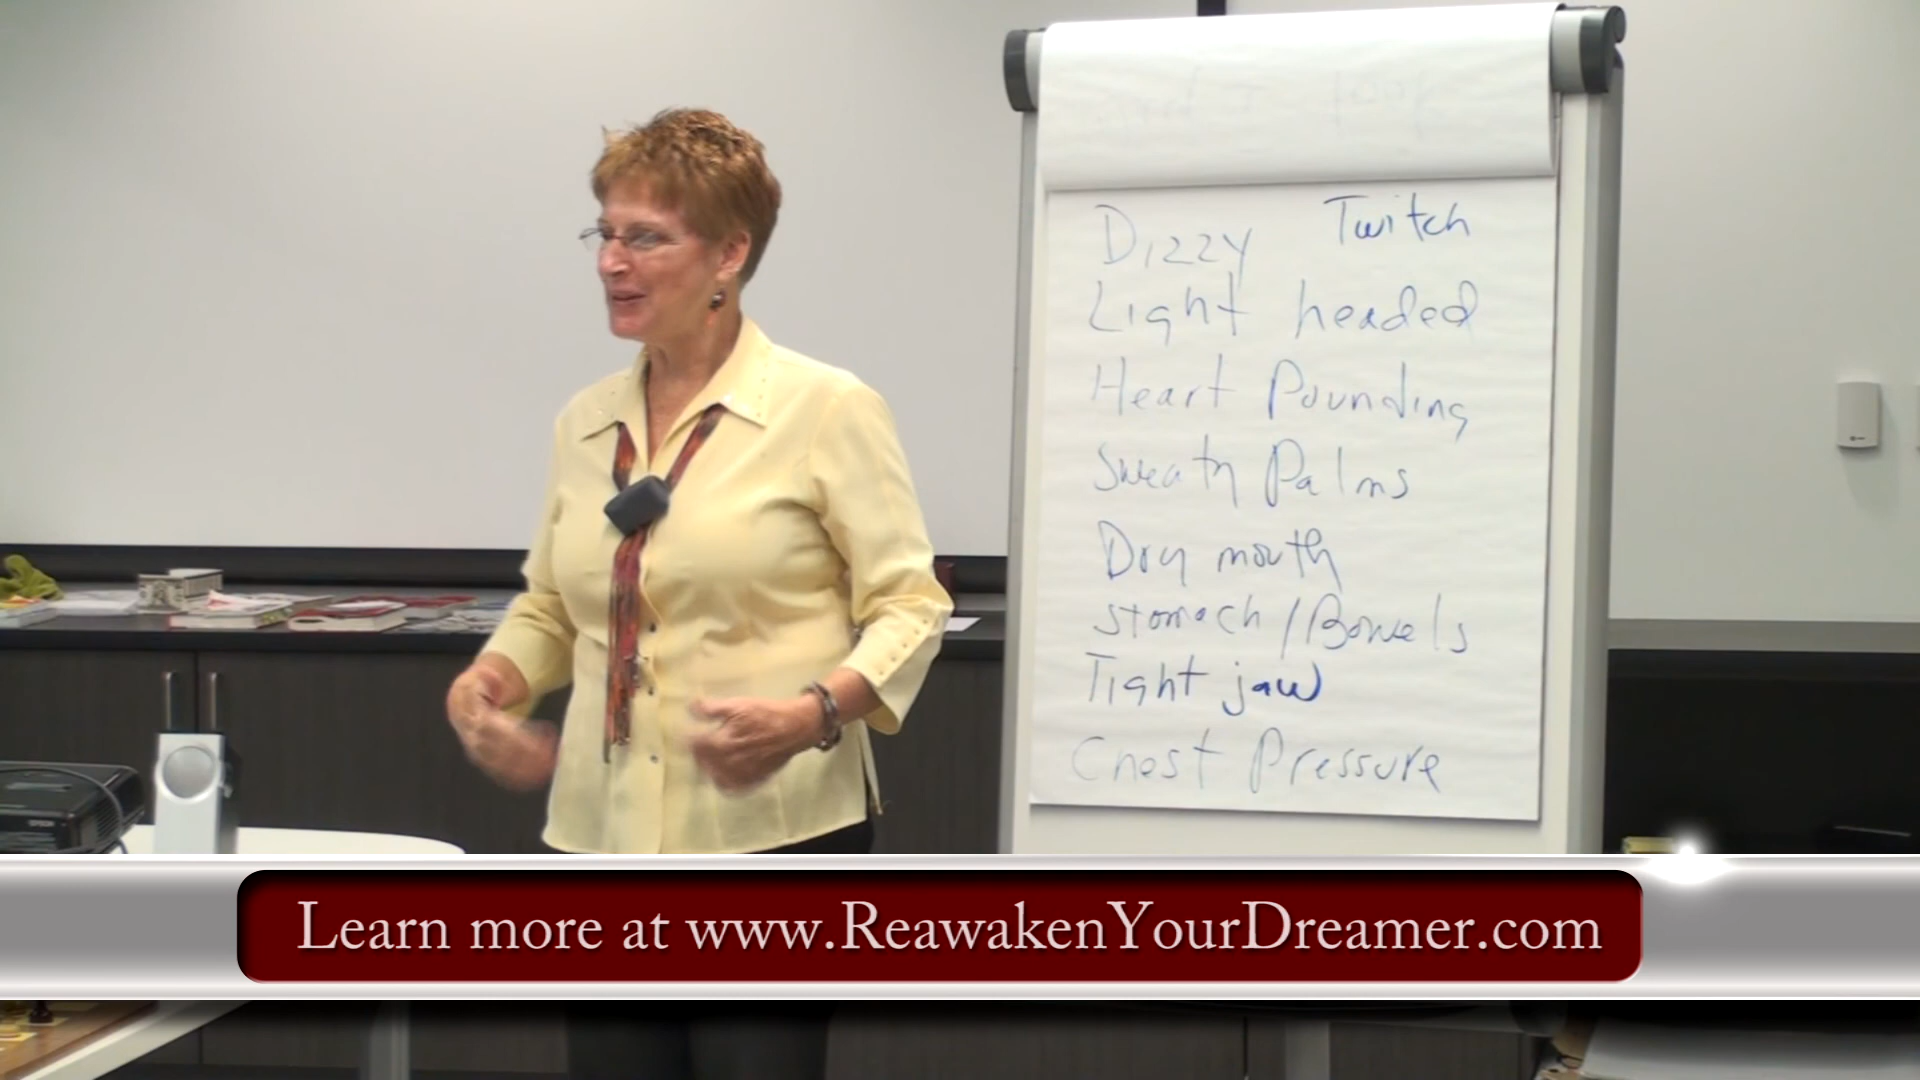 Dizzy Twitch
Light headed
Heart Pounding
Sweaty Palms
Dry mouth
Stomach / Bowels
Tight jaw
Chest Pressure
EPSON
Learn more at www.ReawakenYourDreamer.com